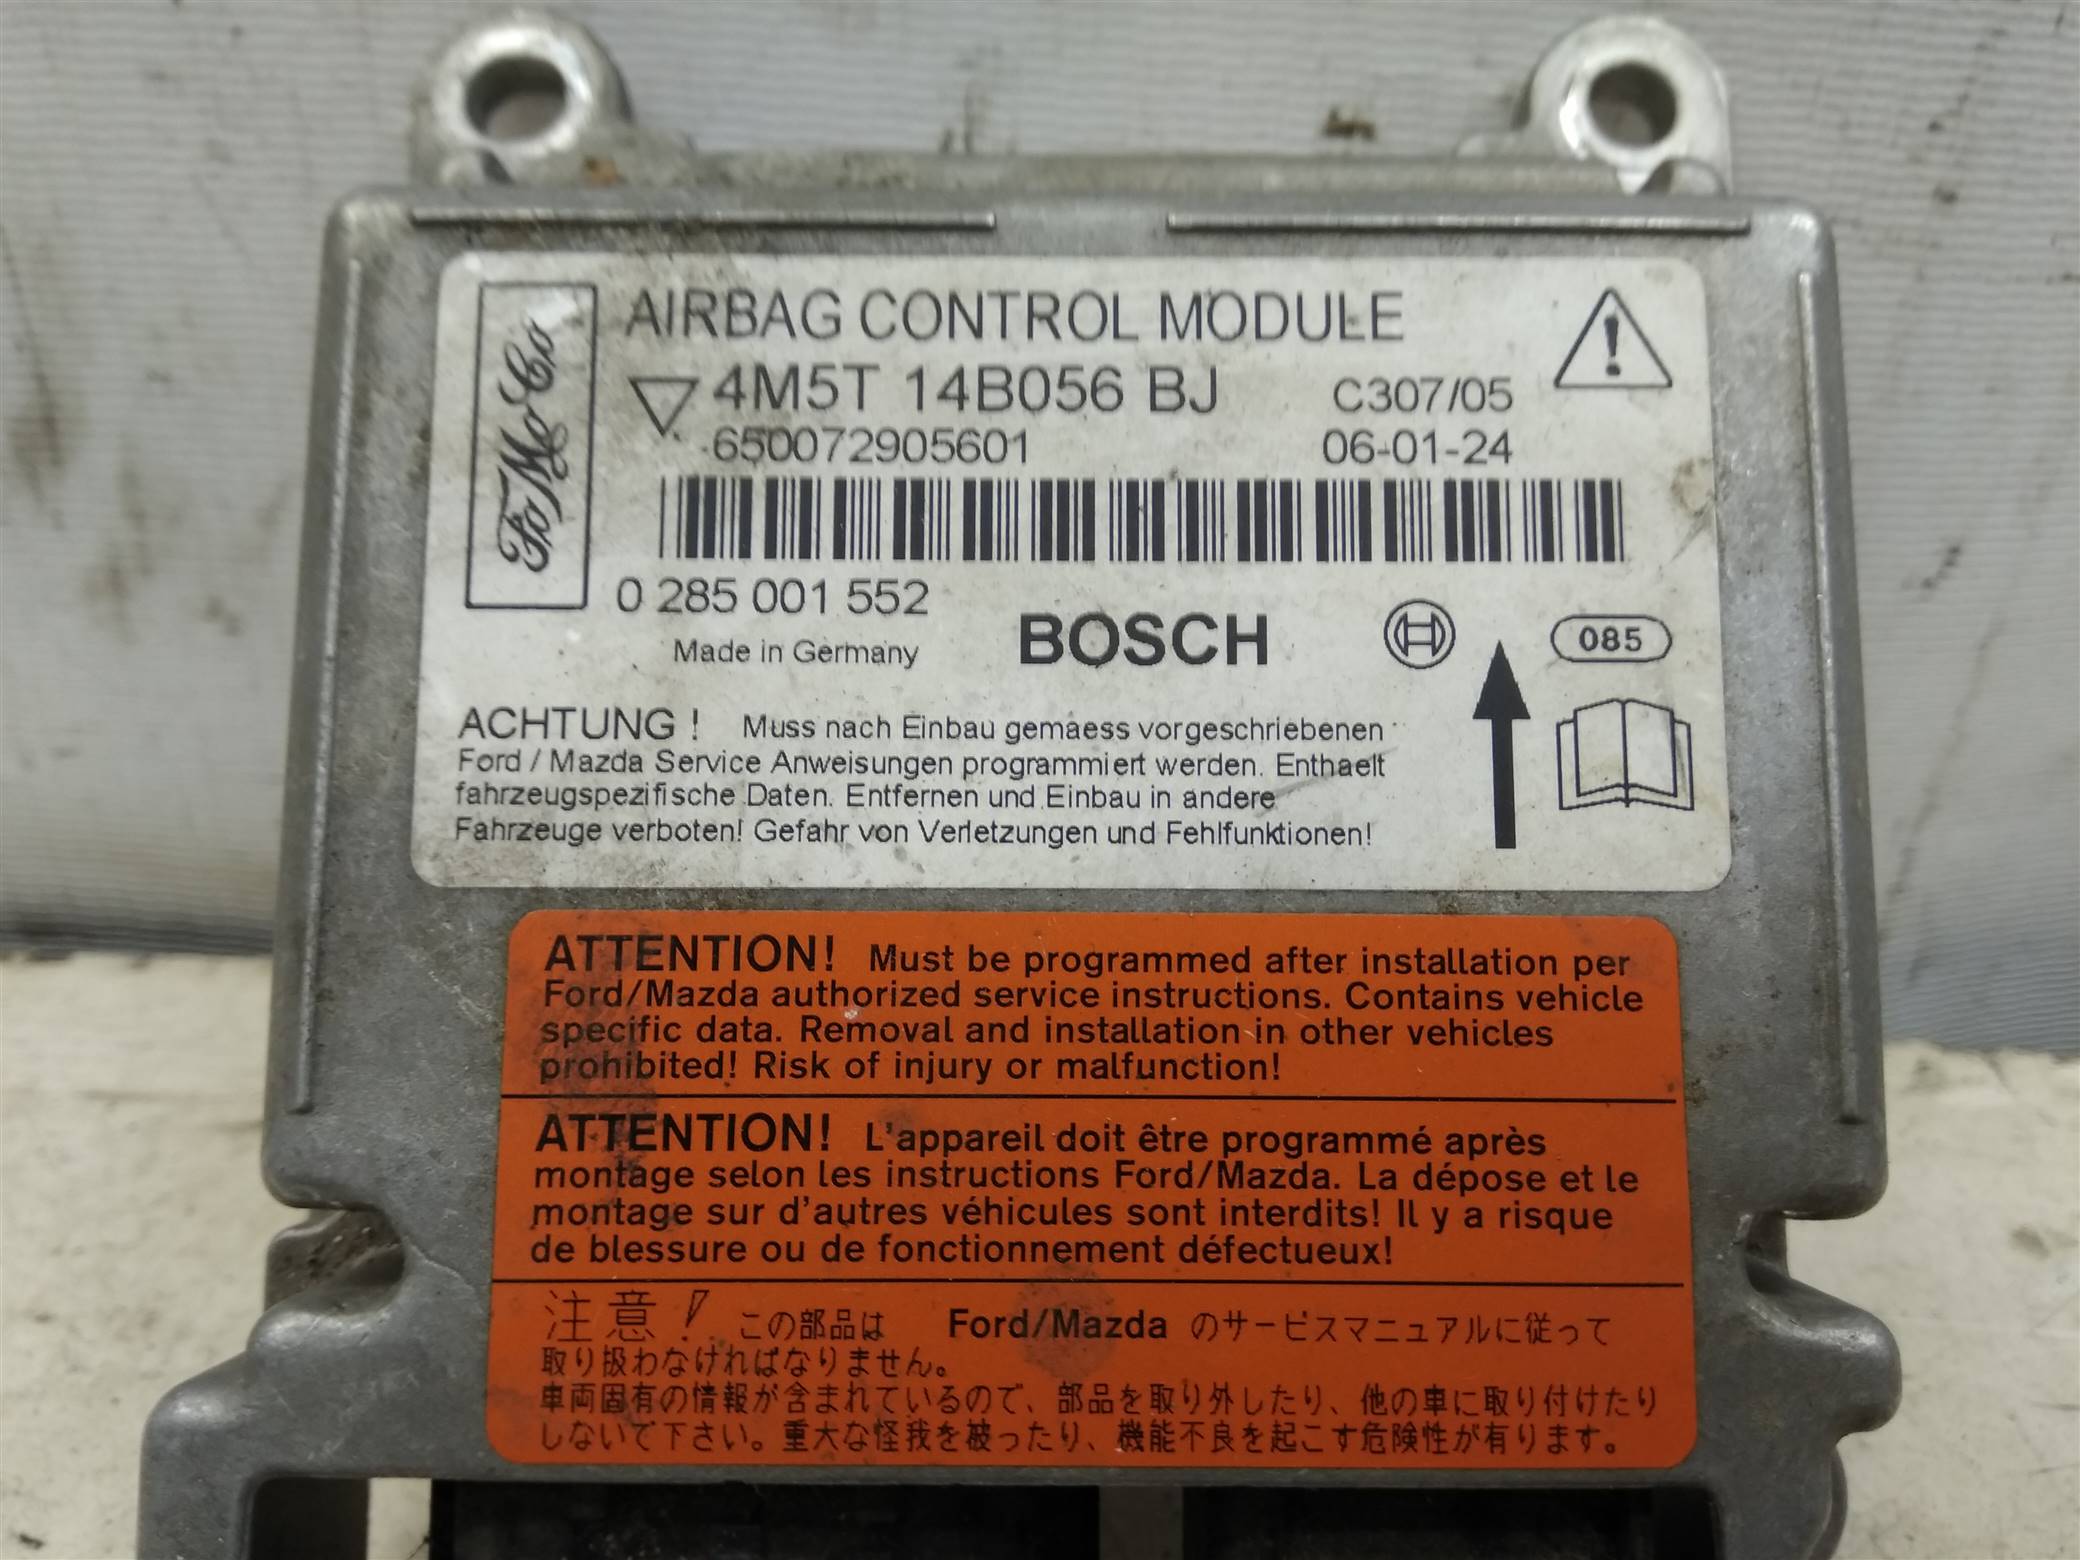 FoMoCo
AIRBAG CONTROL MODULE
4M5T 14B056 BJ C307/05
650072905601 06-01-24
0 285 001 552
Made in Germany BOSCH 085
ACHTUNG ! Muss nach Einbau gemaess vorgeschriebenen
Ford / Mazda Service Anweisungen programmiert werden. Enthaelt
fahrzeugspezifische Daten. Entfernen und Einbau in andere
Fahrzeuge verboten! Gefahr von Verletzungen und Fehlfunktionen!
ATTENTION! Must be programmed after installation per
Ford/Mazda authorized service instructions. Contains vehicle
specific data. Removal and installation in other vehicles
prohibited! Risk of injury or malfunction!
ATTENTION! L'appareil doit être programmé après
montage selon les instructions Ford/Mazda. La dépose et le
montage sur d'autres véhicules sont interdits! Il y a risque
de blessure ou de fonctionnement défectueux!
注意! この部品は Ford/Mazda のサービスマニュアルに従って
取り扱わなければなりません。
車両固有の情報が含まれているので、部品を取り外したり、他の車に取り付けたり
しないで下さい。重大な怪我を被ったり、機能不良を起こす危険性が有ります。